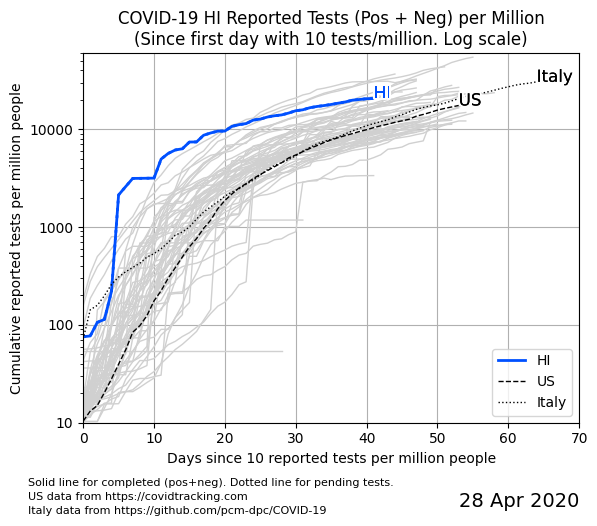 COVID-19 HI Reported Tests (Pos + Neg) per Million
(Since first day with 10 tests/million. Log scale)
Cumulative reported tests per million people
10000
1000
100
10
HI
US
Italy
HI
US
Italy
0 10 20 30 40 50 60 70
Days since 10 reported tests per million people
Solid line for completed (pos+neg). Dotted line for pending tests.
US data from https://covidtracking.com
Italy data from https://github.com/pcm-dpc/COVID-19
28 Apr 2020